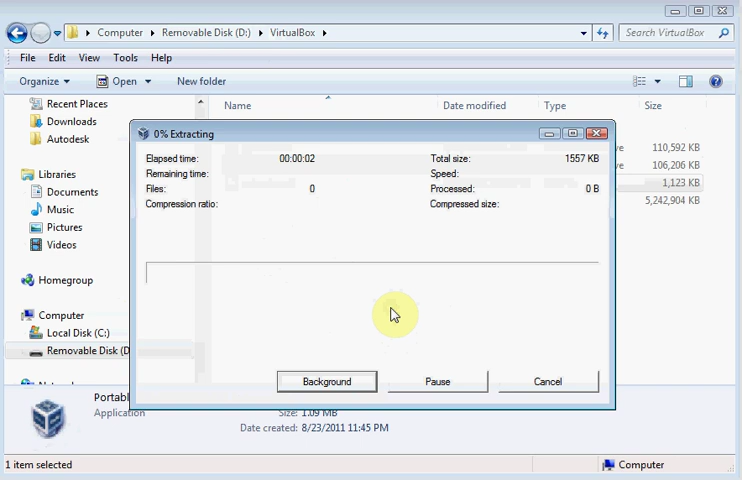 Computer ▸ Removable Disk (D:) ▸ VirtualBox ▸
Search VirtualBox
File Edit View Tools Help
Organize Open New folder
Recent Places
Downloads
Autodesk
Libraries
Documents
Music
Pictures
Videos
Homegroup
Computer
Local Disk (C:)
Removable Disk (D
Name Date modified Type Size
110,592 KB
106,206 KB
1,123 KB
5,242,904 KB
0% Extracting
Elapsed time: 00:00:02 Total size: 1557 KB
Remaining time: Speed:
Files: 0 Processed: 0 B
Compression ratio: Compressed size:
Background Pause Cancel
Portabl
Application Size: 1.09 MB
Date created: 8/23/2011 11:45 PM
1 item selected Computer